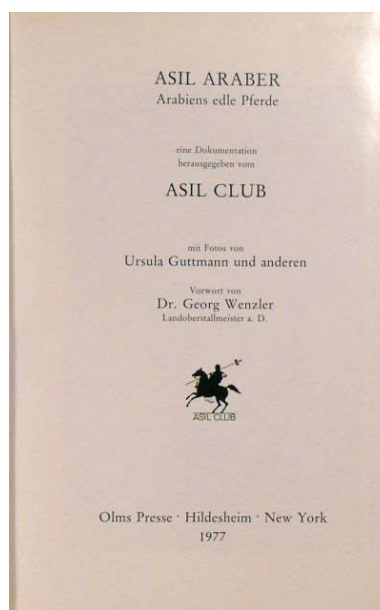 ASIL ARABER
Arabiens edle Pferde
eine Dokumentation
herausgegeben vom
ASIL CLUB
mit Fotos von
Ursula Guttmann und anderen
Vorwort von
Dr. Georg Wenzler
Landoberstallmeister a. D.
ASIL CLUB
Olms Presse · Hildesheim · New York
1977